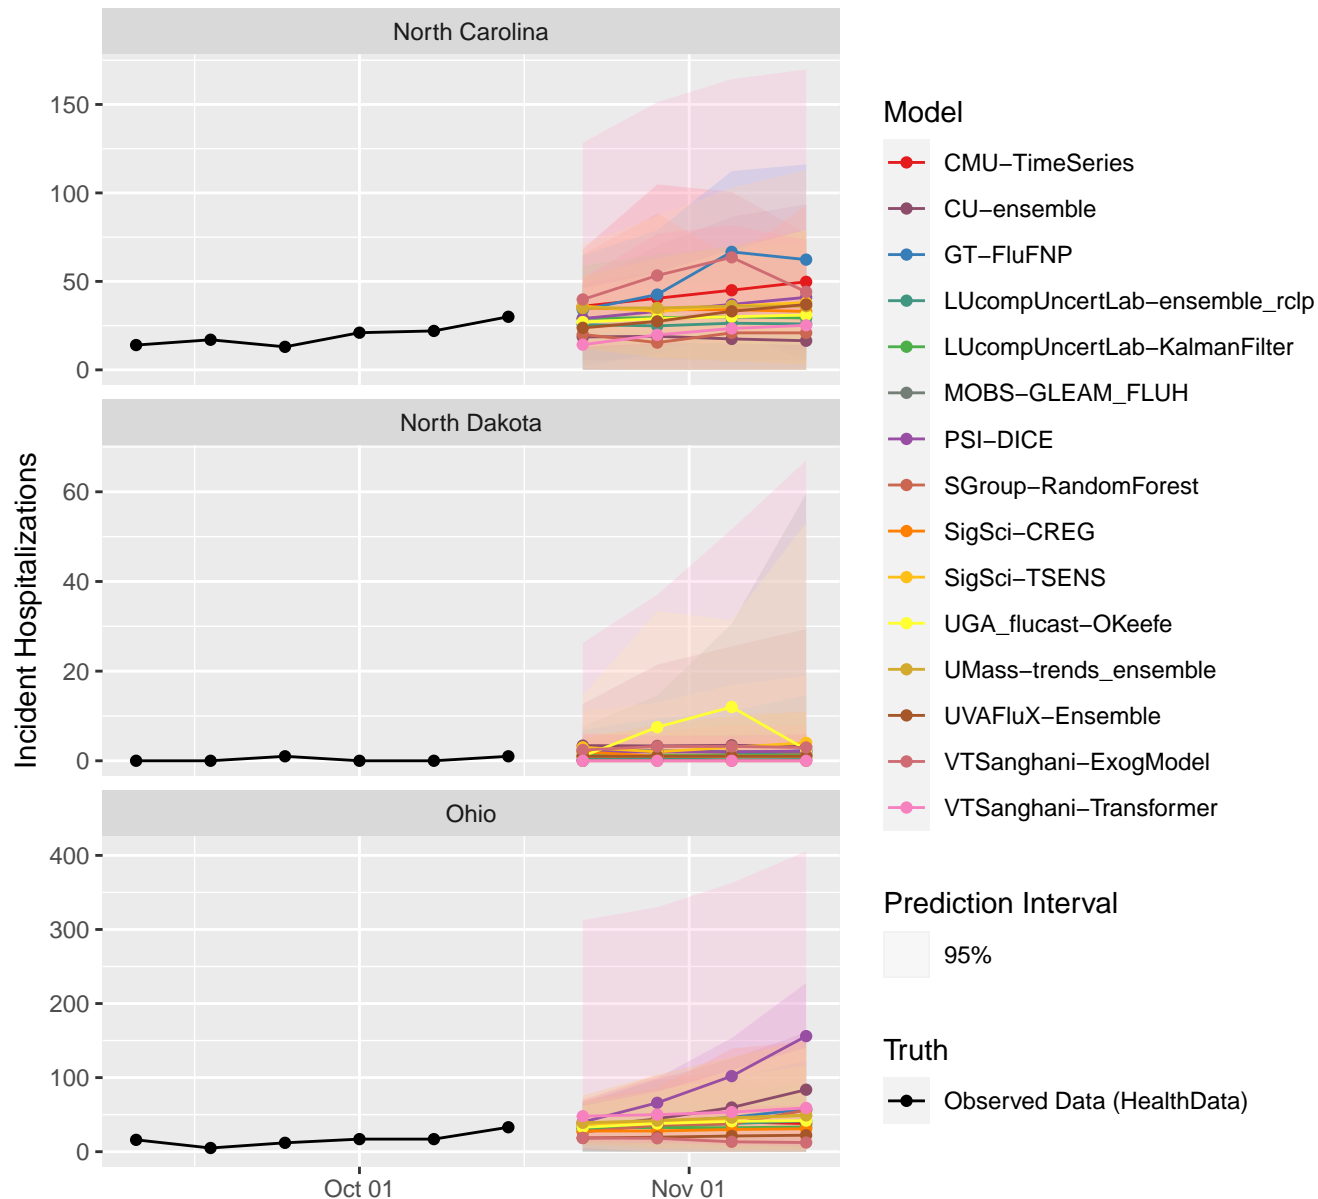 North Carolina
150
100
50
0
North Dakota
60
40
20
0
Ohio
400
300
200
100
0
Oct 01
Nov 01
Incident Hospitalizations
Model
CMU−TimeSeries
CU−ensemble
GT−FluFNP
LUcompUncertLab−ensemble_rclp
LUcompUncertLab−KalmanFilter
MOBS−GLEAM_FLUH
PSI−DICE
SGroup−RandomForest
SigSci−CREG
SigSci−TSENS
UGA_flucast−OKeefe
UMass−trends_ensemble
UVAFluX−Ensemble
VTSanghani−ExogModel
VTSanghani−Transformer
Prediction Interval
95%
Truth
Observed Data (HealthData)